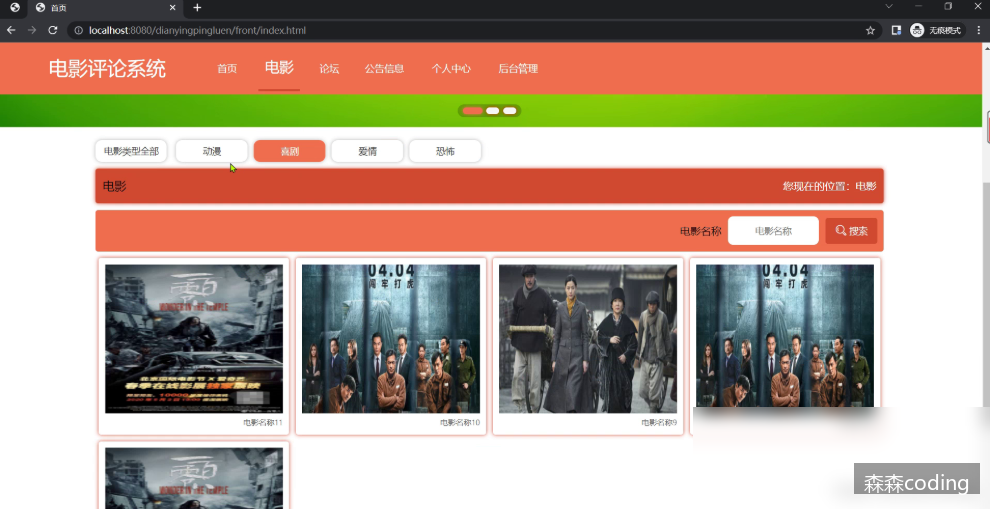 首页
localhost:8080/dianyingpingluen/front/index.html
无痕模式
电影评论系统
首页
电影
论坛
公告信息
个人中心
后台管理
电影类型全部
动漫
喜剧
爱情
恐怖
电影
您现在的位置：电影
电影名称
电影名称
搜索
04.04
闻军打虎
04.04
闻军打虎
电影名称11
电影名称10
电影名称9
森森coding